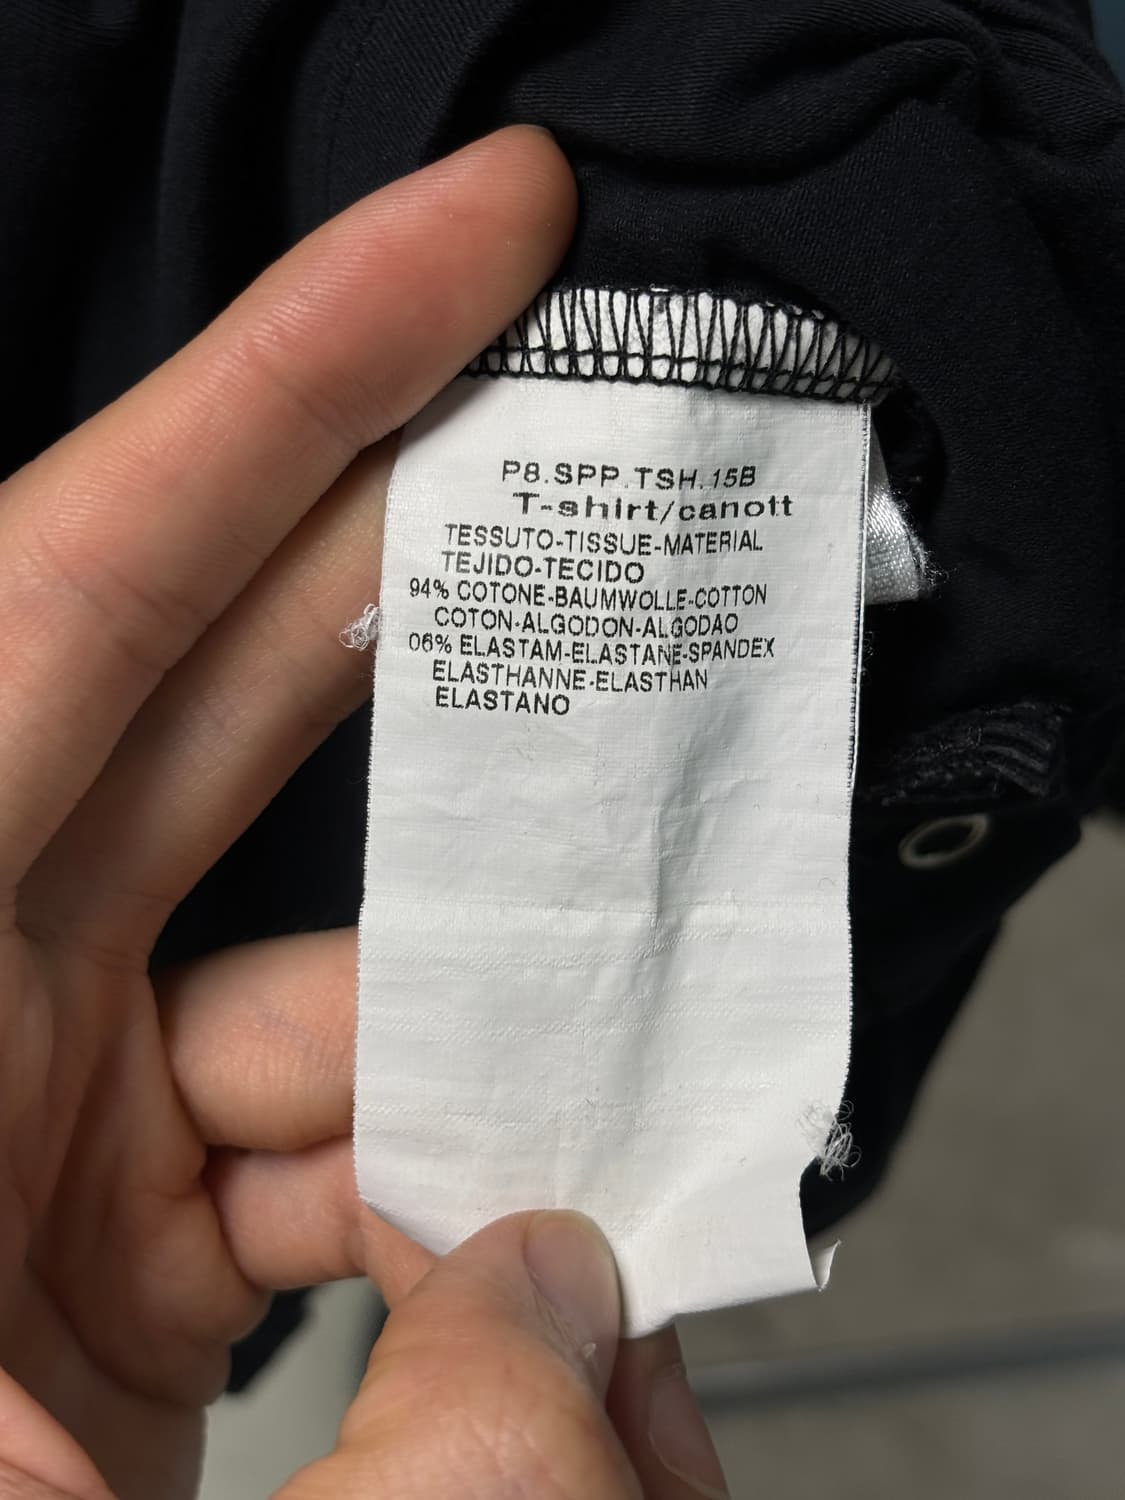 P8.SPP.TSH.15B
T-shirt/canott
TESSUTO-TISSUE-MATERIAL
TEJIDO-TECIDO
94% COTONE-BAUMWOLLE-COTTON
COTON-ALGODON-ALGODAO
06% ELASTAM-ELASTANE-SPANDEX
ELASTHANNE-ELASTHAN
ELASTANO